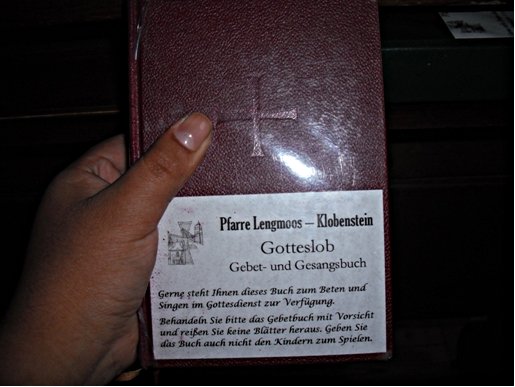 Pfarre Lengmoos – Klobenstein
Gotteslob
Gebet- und Gesangsbuch
Gerne steht Ihnen dieses Buch zum Beten und
Singen im Gottesdienst zur Verfügung.
Behandeln Sie bitte das Gebetbuch mit Vorsicht
und reißen Sie keine Blätter heraus. Geben Sie
das Buch auch nicht den Kindern zum Spielen.